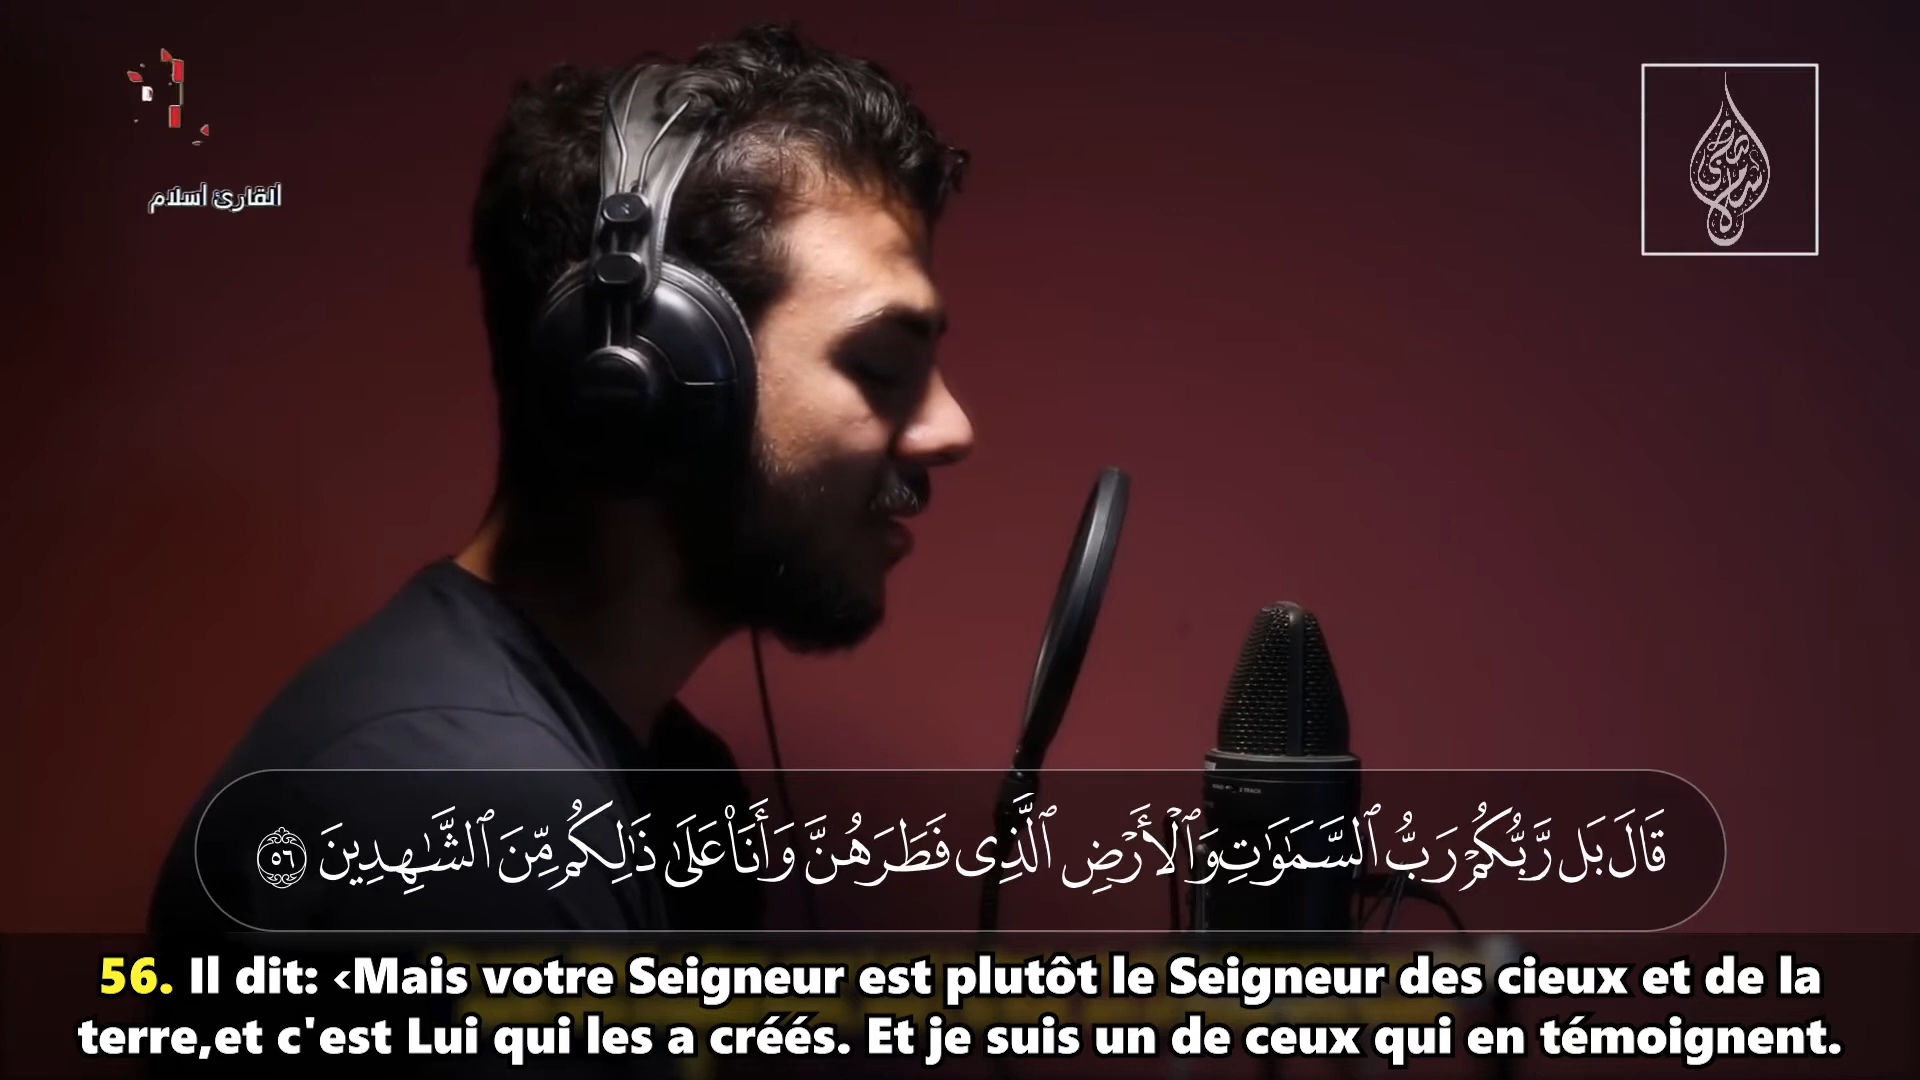 القارئ اسلام
قَالَ بَل رَّبُّكُمْ رَبُّ ٱلسَّمَٰوَٰتِ وَٱلْأَرْضِ ٱلَّذِى فَطَرَهُنَّ وَأَنَا۠ عَلَىٰ ذَٰلِكُم مِّنَ ٱلشَّٰهِدِينَ ٥٦
56. Il dit: <Mais votre Seigneur est plutôt le Seigneur des cieux et de la
terre,et c'est Lui qui les a créés. Et je suis un de ceux qui en témoignent.